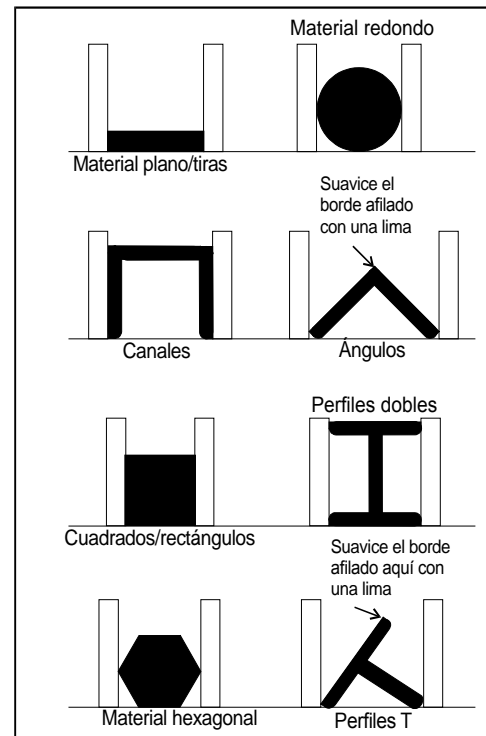 Material redondo
Material plano/tiras
Suavice el
borde afilado
con una lima
Canales
Ángulos
Perfiles dobles
Cuadrados/rectángulos
Suavice el borde
afilado aquí con
una lima
Material hexagonal
Perfiles T